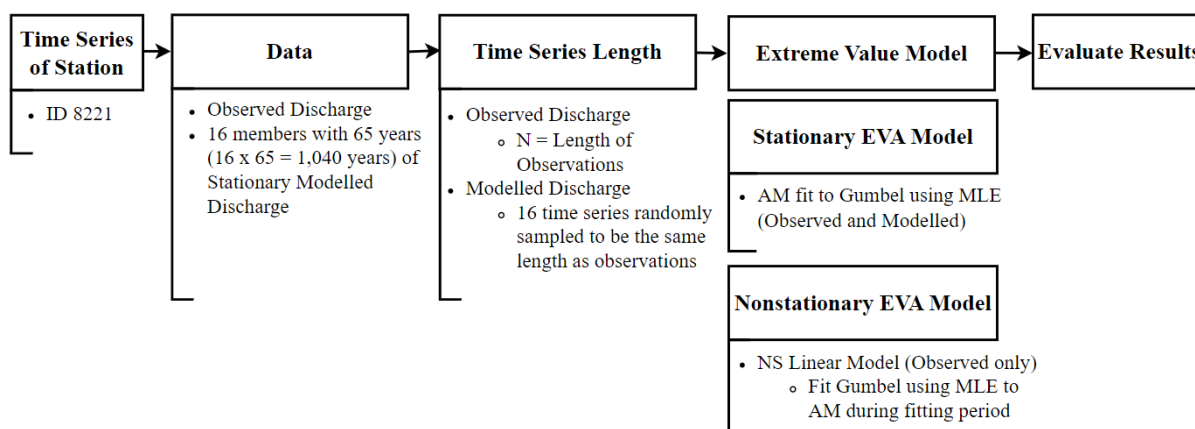 Time Series
of Station
• ID 8221
Data
• Observed Discharge
• 16 members with 65 years
(16 x 65 = 1,040 years) of
Stationary Modelled
Discharge
Time Series Length
• Observed Discharge
o N = Length of
Observations
• Modelled Discharge
o 16 time series randomly
sampled to be the same
length as observations
Extreme Value Model
Stationary EVA Model
• AM fit to Gumbel using MLE
(Observed and Modelled)
Nonstationary EVA Model
• NS Linear Model (Observed only)
o Fit Gumbel using MLE to
AM during fitting period
Evaluate Results